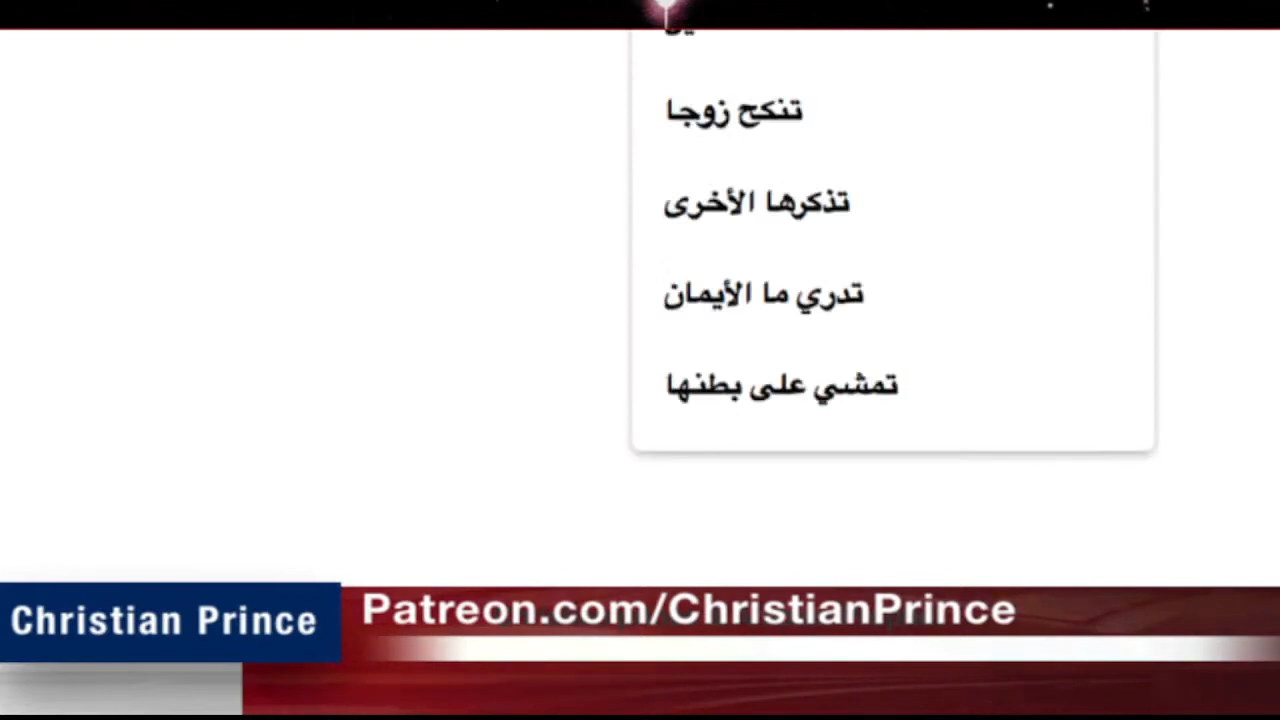 تنكح زوجا
تذكرها الأخرى
تدري ما الأيمان
تمشي على بطنها
Christian Prince
Patreon.com/ChristianPrince